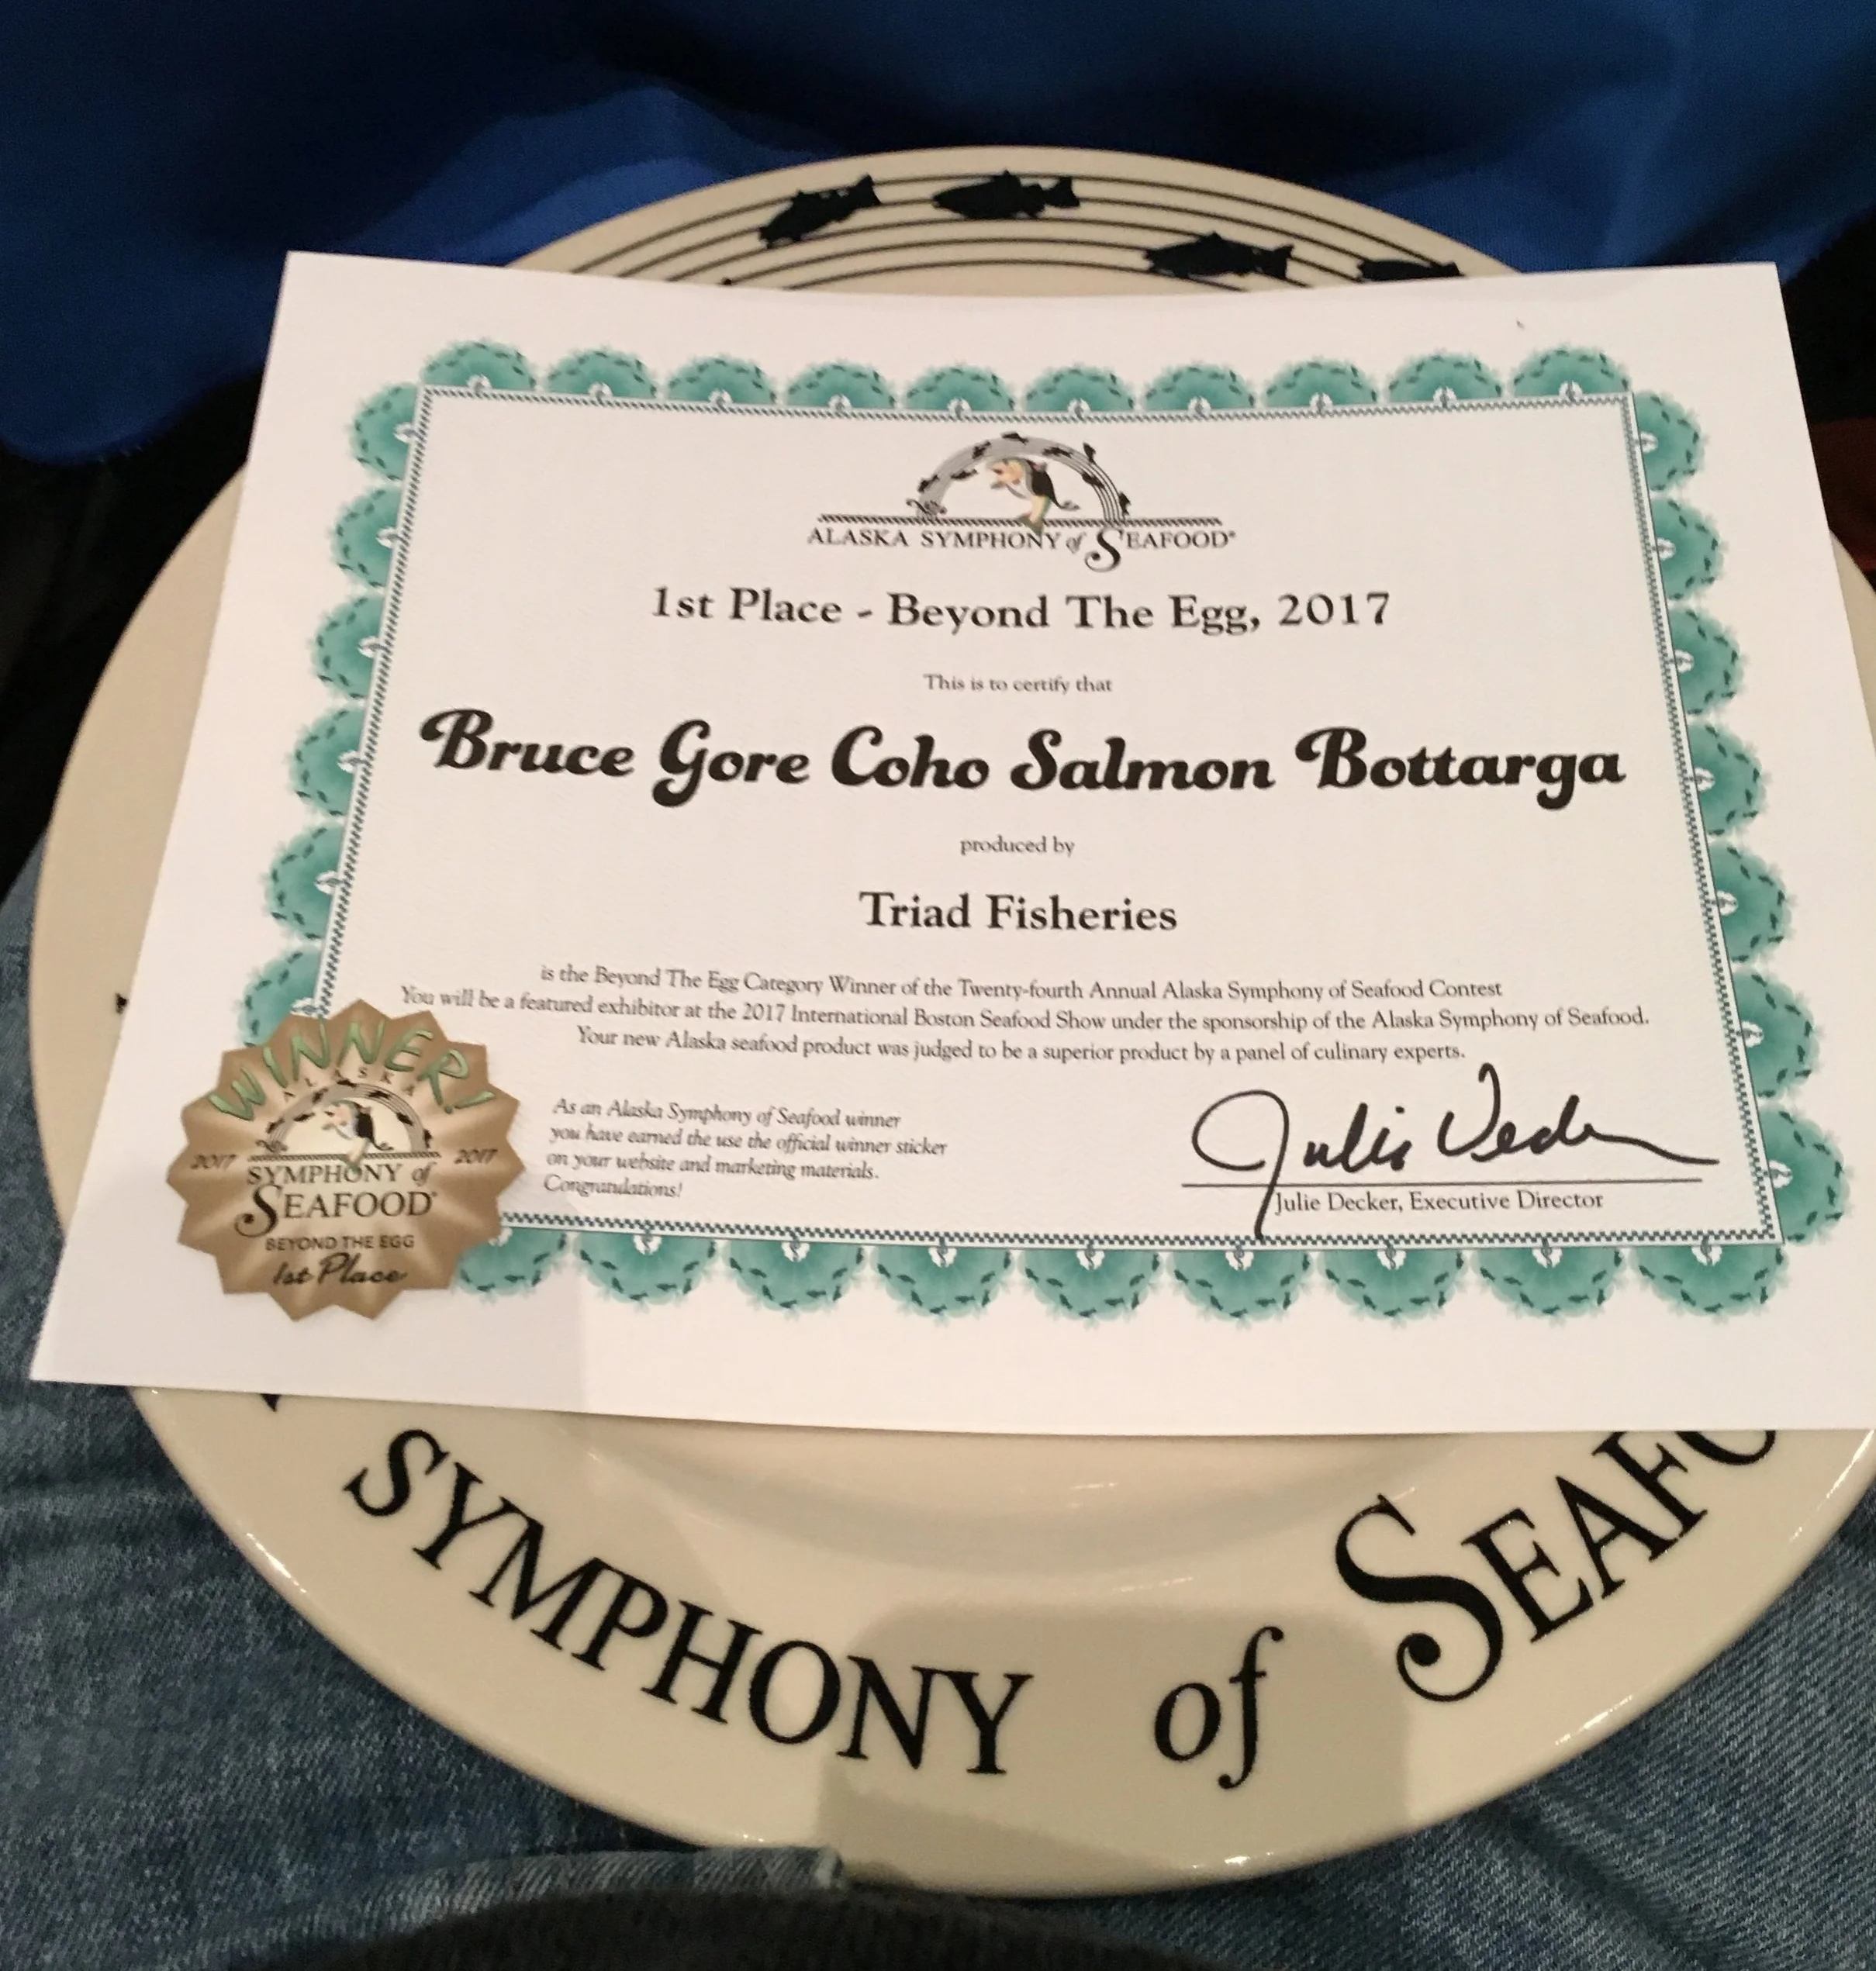 ALASKA SYMPHONY of SEAFOOD®
1st Place - Beyond The Egg, 2017
This is to certify that
Bruce Gore Coho Salmon Bottarga
produced by
Triad Fisheries
is the Beyond The Egg Category Winner of the Twenty-fourth Annual Alaska Symphony of Seafood Contest
You will be a featured exhibitor at the 2017 International Boston Seafood Show under the sponsorship of the Alaska Symphony of Seafood.
Your new Alaska seafood product was judged to be a superior product by a panel of culinary experts.
As an Alaska Symphony of Seafood winner
you have earned the use the official winner sticker
on your website and marketing materials.
Congratulations!
Julie Decker
Julie Decker, Executive Director
WINNER!
ALASKA
2017 2017
SYMPHONY of
SEAFOOD®
BEYOND THE EGG
1st Place
SYMPHONY of SEAFO